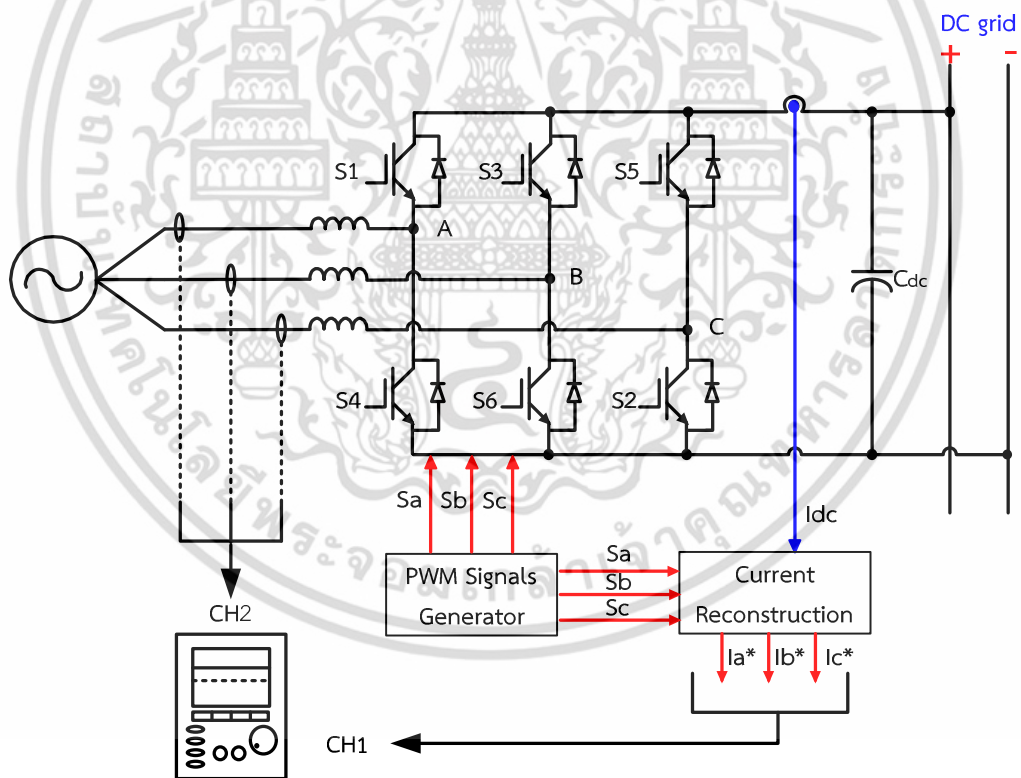 DC grid
+ -
S1
S3
S5
A
B
C
Cdc
S4
S6
S2
Sa Sb Sc
Idc
PWM Signals
Generator
Sa
Sb
Sc
Current
Reconstruction
Ia* Ib* Ic*
CH2
CH1